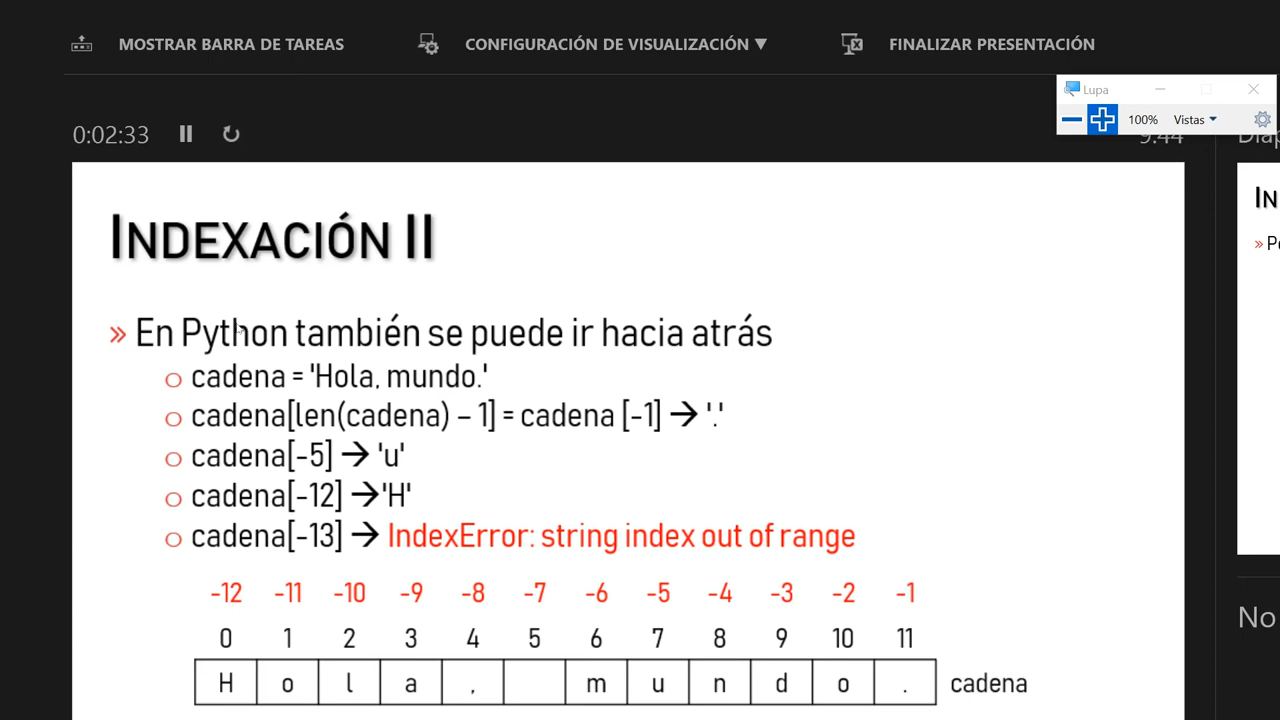 MOSTRAR BARRA DE TAREAS
CONFIGURACIÓN DE VISUALIZACIÓN ▼
FINALIZAR PRESENTACIÓN
Lupa
100%
Vistas
0:02:33
9:44
INDEXACIÓN II
» En Python también se puede ir hacia atrás
o cadena = 'Hola, mundo.'
o cadena[len(cadena) – 1] = cadena [-1] → '.'
o cadena[-5] → 'u'
o cadena[-12] →'H'
o cadena[-13] → IndexError: string index out of range
-12 -11 -10 -9 -8 -7 -6 -5 -4 -3 -2 -1
0 1 2 3 4 5 6 7 8 9 10 11
H o l a , m u n d o . cadena
No